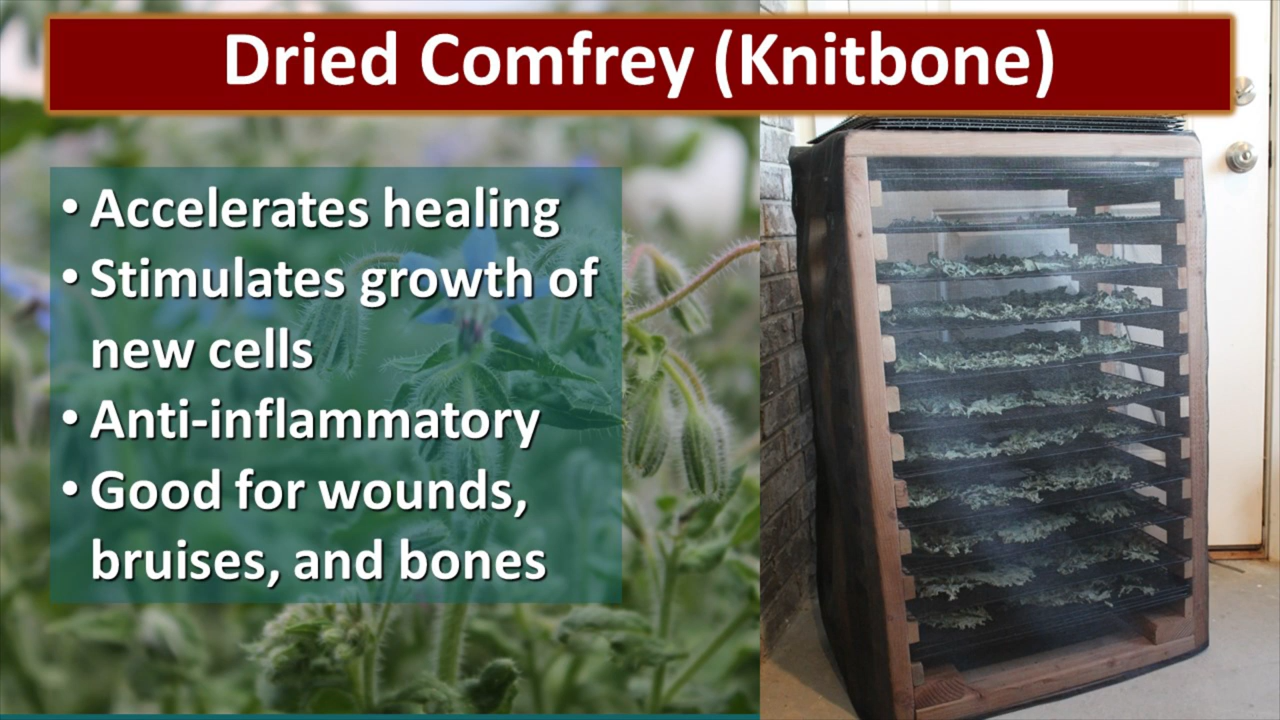 Dried Comfrey (Knitbone)
• Accelerates healing
• Stimulates growth of
new cells
• Anti-inflammatory
• Good for wounds,
bruises, and bones